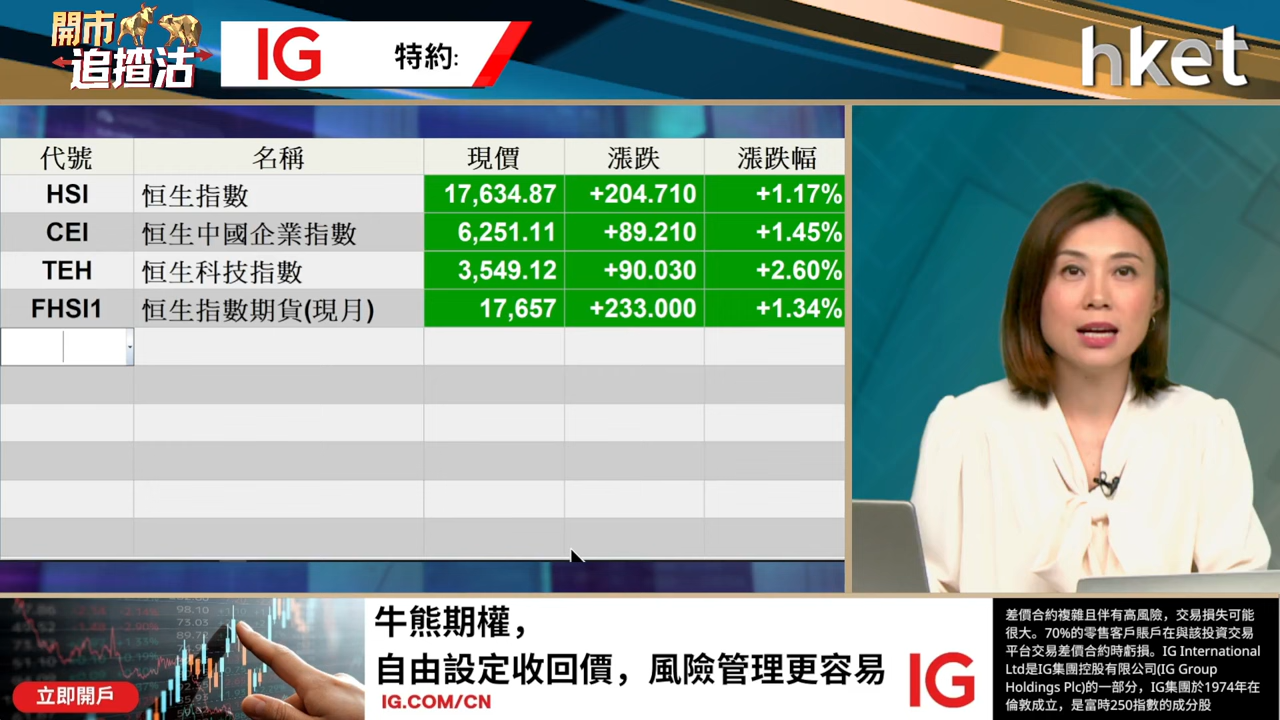 開市
追揸沽
IG 特約:
hket
代號 名稱 現價 漲跌 漲跌幅
HSI 恒生指數 17,634.87 +204.710 +1.17%
CEI 恒生中國企業指數 6,251.11 +89.210 +1.45%
TEH 恒生科技指數 3,549.12 +90.030 +2.60%
FHSI1 恒生指數期貨(現月) 17,657 +233.000 +1.34%
立即開戶
牛熊期權，
自由設定收回價，風險管理更容易
IG.COM/CN
IG
差價合約複雜且伴有高風險，交易損失可能
很大。70%的零售客戶賬戶在與該投資交易
平台交易差價合約時虧損。IG International
Ltd是IG集團控股有限公司(IG Group
Holdings Plc)的一部分，IG集團於1974年在
倫敦成立，是富時250指數的成分股